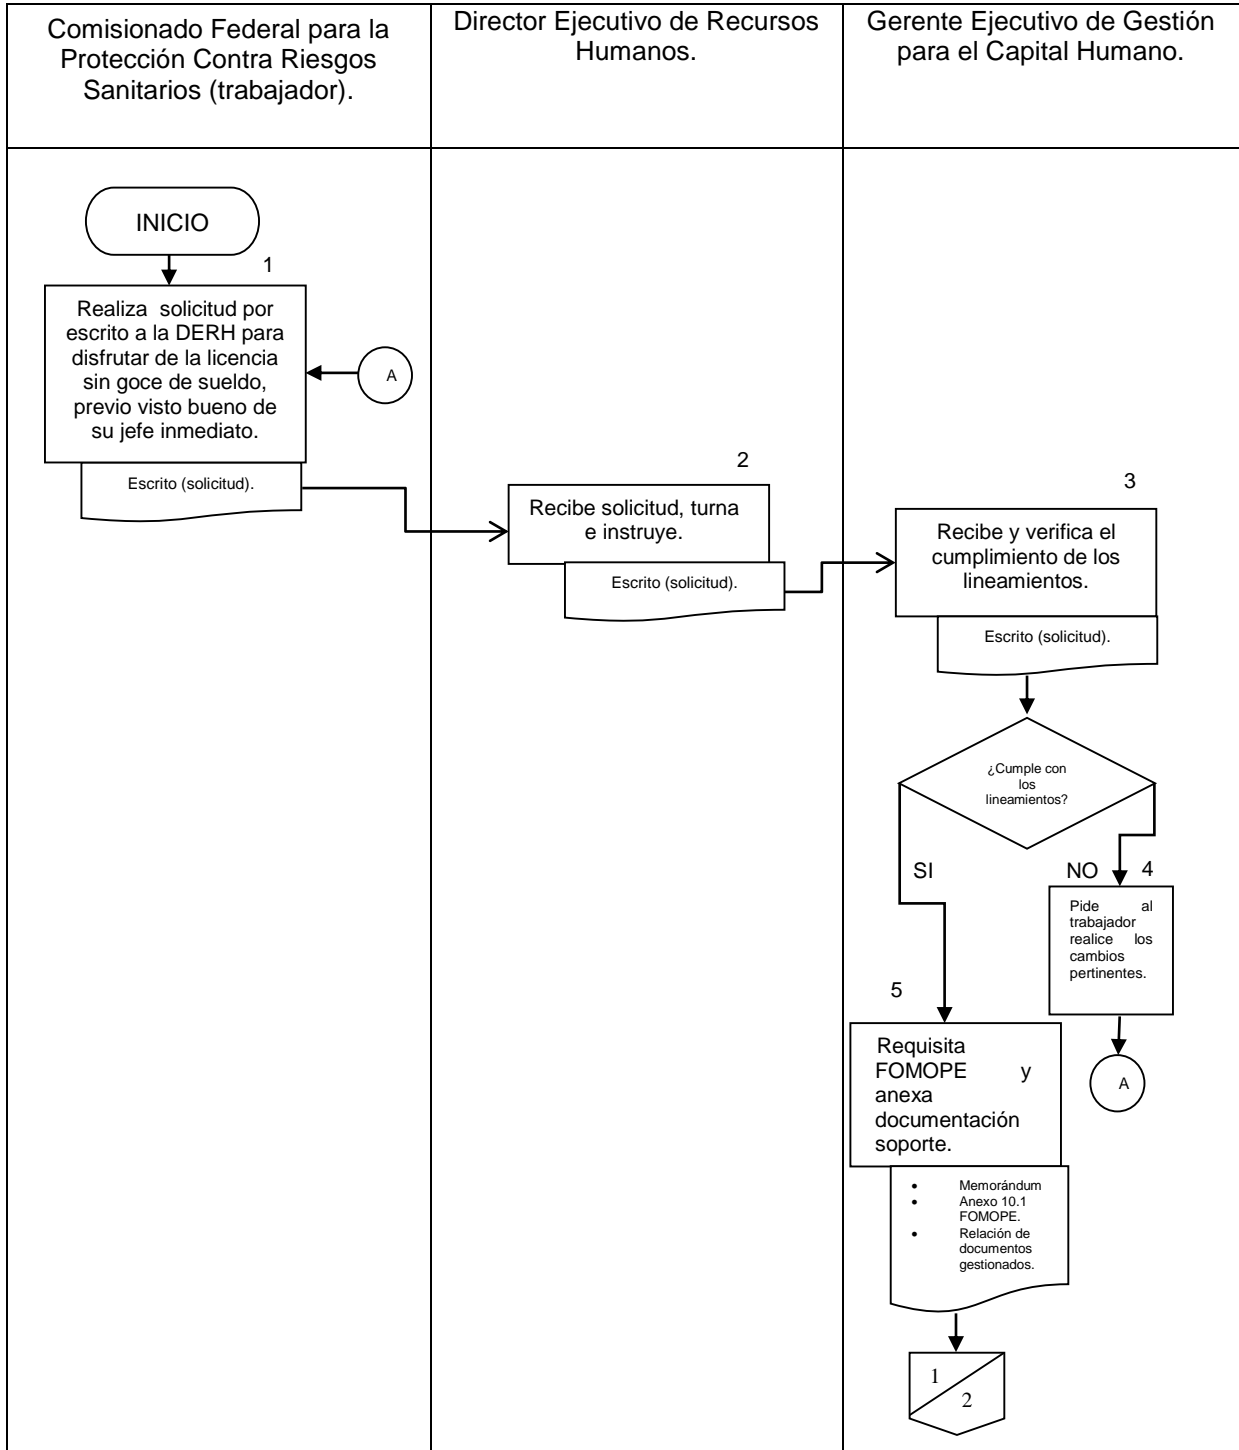 Comisionado Federal para la
Protección Contra Riesgos
Sanitarios (trabajador).
Director Ejecutivo de Recursos
Humanos.
Gerente Ejecutivo de Gestión
para el Capital Humano.
INICIO
1
Realiza solicitud por
escrito a la DERH para
disfrutar de la licencia
sin goce de sueldo,
previo visto bueno de
su jefe inmediato.
A
Escrito (solicitud).
2
Recibe solicitud, turna
e instruye.
Escrito (solicitud).
3
Recibe y verifica el
cumplimiento de los
lineamientos.
Escrito (solicitud).
¿Cumple con
los
lineamientos?
SI
NO
4
Pide al
trabajador
realice los
cambios
pertinentes.
A
5
Requisita
FOMOPE y
anexa
documentación
soporte.
• Memorándum
• Anexo 10.1
FOMOPE.
• Relación de
documentos
gestionados.
1
2